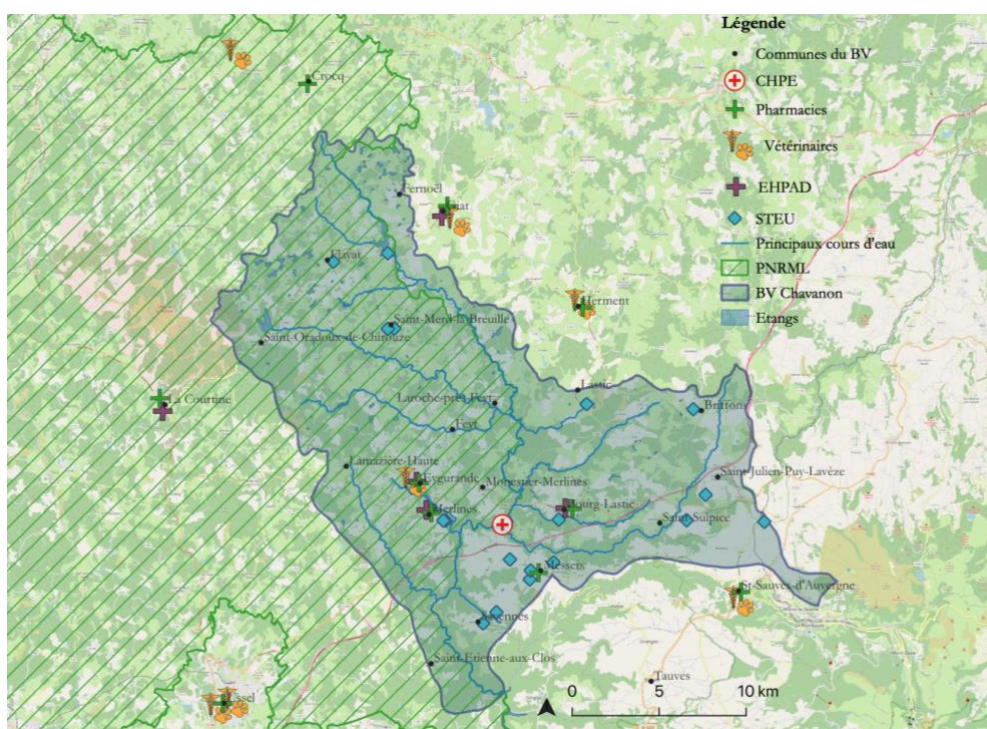 Légende
Communes du BV
CHPE
Pharmacies
Vétérinaires
EHPAD
STEU
Principaux cours d'eau
PNRML
BV Chavanon
Etangs
Crocq
Fernoël
Flayat
Herment
Saint-Merd-la-Breuille
Saint-Oradoux-de-Chirouze
Lastic
La Courtine
Laroche-près-Feyt
Briffons
Feyt
Lamazière-Haute
Saint-Julien-Puy-Lavèze
Eygurande
Monestier-Merlines
Merlines
Bourg-Lastic
Saint-Sulpice
Messeix
St-Sauves-d'Auvergne
Saint-Etienne-aux-Clos
Tauves
Ussel
0 5 10 km